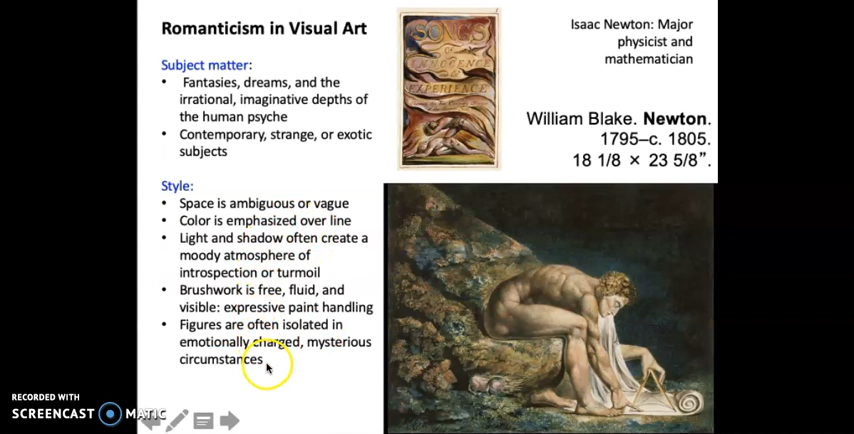 Romanticism in Visual Art
Subject matter:
• Fantasies, dreams, and the
irrational, imaginative depths of
the human psyche
• Contemporary, strange, or exotic
subjects
Style:
• Space is ambiguous or vague
• Color is emphasized over line
• Light and shadow often create a
moody atmosphere of
introspection or turmoil
• Brushwork is free, fluid, and
visible: expressive paint handling
• Figures are often isolated in
emotionally charged, mysterious
circumstances
SONGS
Of
INNOCENCE
and Of
EXPERIENCE
Isaac Newton: Major
physicist and
mathematician
William Blake. Newton.
1795–c. 1805.
18 1/8 × 23 5/8”.
RECORDED WITH
SCREENCAST MATIC